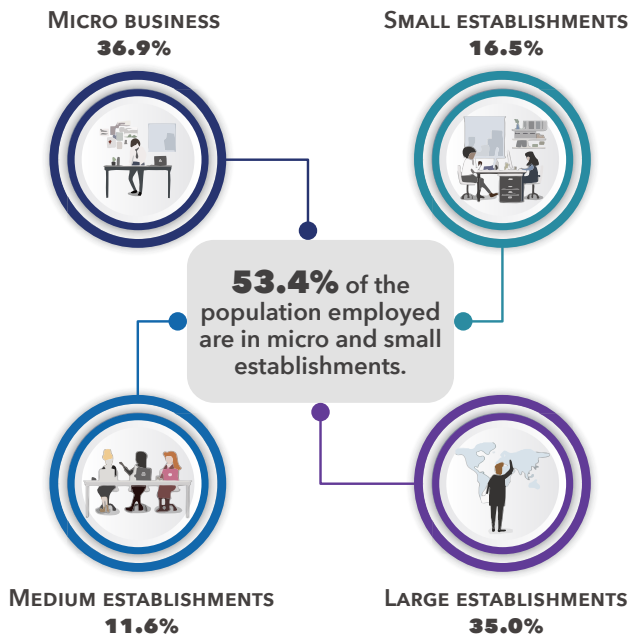 MICRO BUSINESS
36.9%
SMALL ESTABLISHMENTS
16.5%
53.4% of the
population employed
are in micro and small
establishments.
MEDIUM ESTABLISHMENTS
11.6%
LARGE ESTABLISHMENTS
35.0%